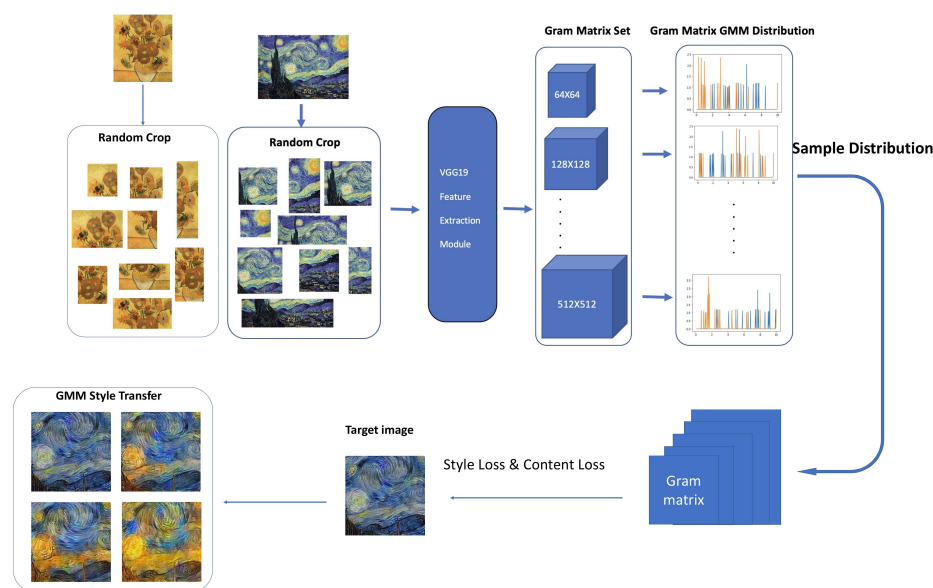 Gram Matrix Set
Gram Matrix GMM Distribution
Random Crop
Random Crop
VGG19
Feature
Extraction
Module
64X64
128X128
512X512
Sample Distribution
GMM Style Transfer
Target image
Style Loss & Content Loss
Gram
matrix